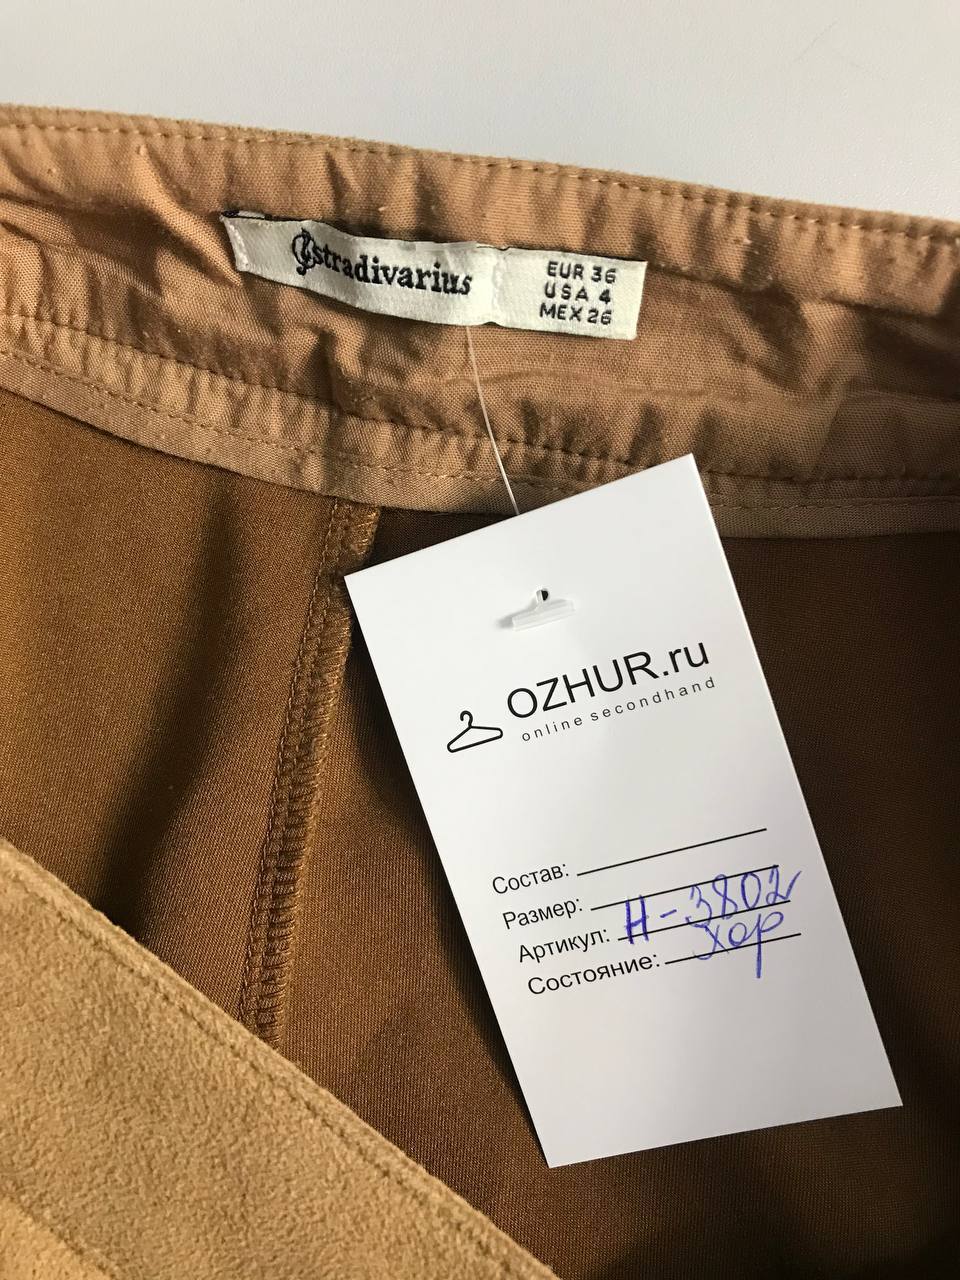 stradivarius
EUR 36
USA 4
MEX 26
OZHUR.ru
online secondhand
Состав:
Размер:
Артикул: Н-3802
Состояние: хор